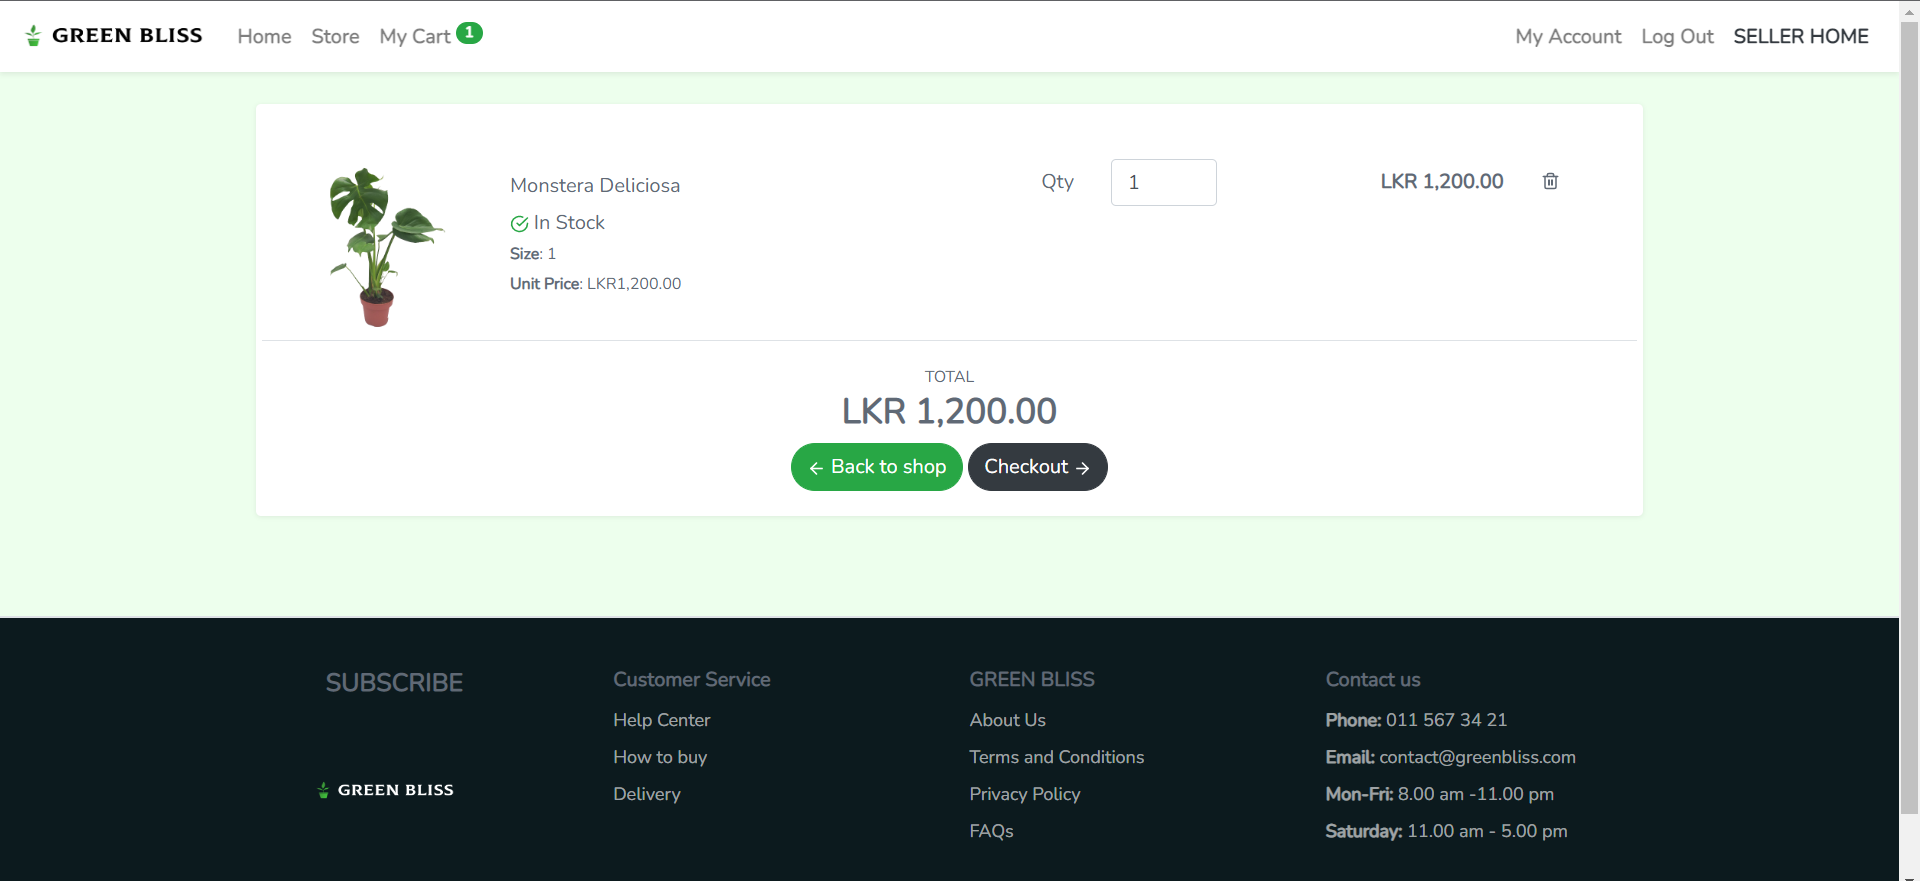 GREEN BLISS Home Store My Cart 1 My Account Log Out SELLER HOME
Monstera Deliciosa Qty 1 LKR 1,200.00
In Stock
Size: 1
Unit Price: LKR1,200.00
TOTAL
LKR 1,200.00
Back to shop Checkout
SUBSCRIBE
GREEN BLISS
Customer Service
Help Center
How to buy
Delivery
GREEN BLISS
About Us
Terms and Conditions
Privacy Policy
FAQs
Contact us
Phone: 011 567 34 21
Email: contact@greenbliss.com
Mon-Fri: 8.00 am -11.00 pm
Saturday: 11.00 am - 5.00 pm